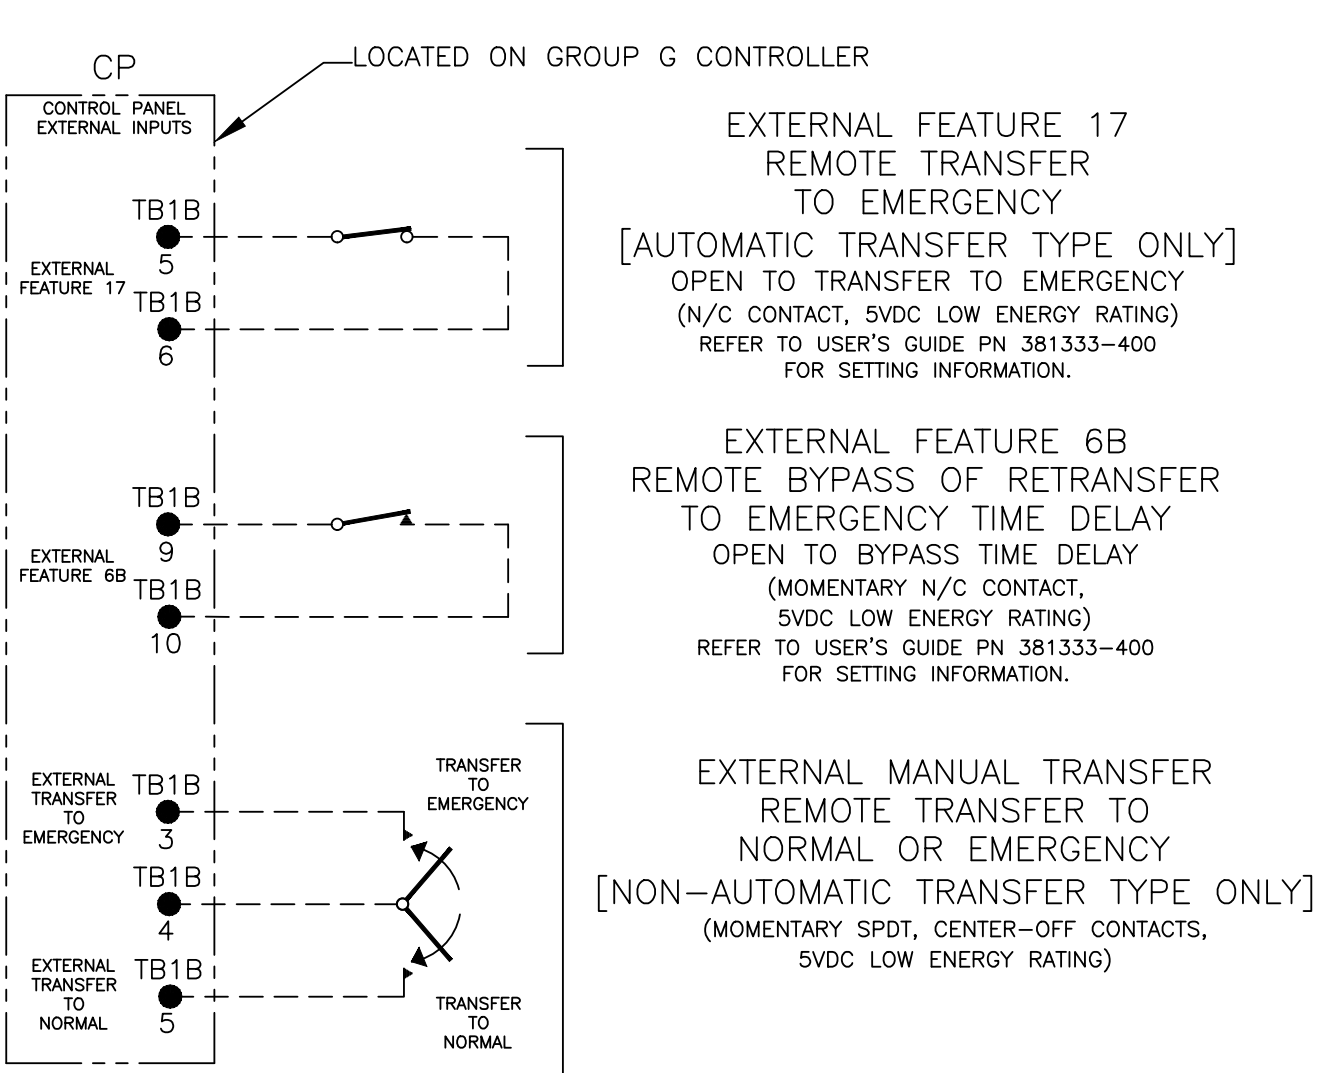 CP
LOCATED ON GROUP G CONTROLLER
CONTROL PANEL
EXTERNAL INPUTS
TB1B
5
EXTERNAL
FEATURE 17
TB1B
6
EXTERNAL FEATURE 17
REMOTE TRANSFER
TO EMERGENCY
[AUTOMATIC TRANSFER TYPE ONLY]
OPEN TO TRANSFER TO EMERGENCY
(N/C CONTACT, 5VDC LOW ENERGY RATING)
REFER TO USER'S GUIDE PN 381333-400
FOR SETTING INFORMATION.
TB1B
9
EXTERNAL
FEATURE 6B
TB1B
10
EXTERNAL FEATURE 6B
REMOTE BYPASS OF RETRANSFER
TO EMERGENCY TIME DELAY
OPEN TO BYPASS TIME DELAY
(MOMENTARY N/C CONTACT,
5VDC LOW ENERGY RATING)
REFER TO USER'S GUIDE PN 381333-400
FOR SETTING INFORMATION.
EXTERNAL
TRANSFER
TO
EMERGENCY
TB1B
3
TB1B
4
EXTERNAL
TRANSFER
TO
NORMAL
TB1B
5
TRANSFER
TO
EMERGENCY
TRANSFER
TO
NORMAL
EXTERNAL MANUAL TRANSFER
REMOTE TRANSFER TO
NORMAL OR EMERGENCY
[NON-AUTOMATIC TRANSFER TYPE ONLY]
(MOMENTARY SPDT, CENTER-OFF CONTACTS,
5VDC LOW ENERGY RATING)